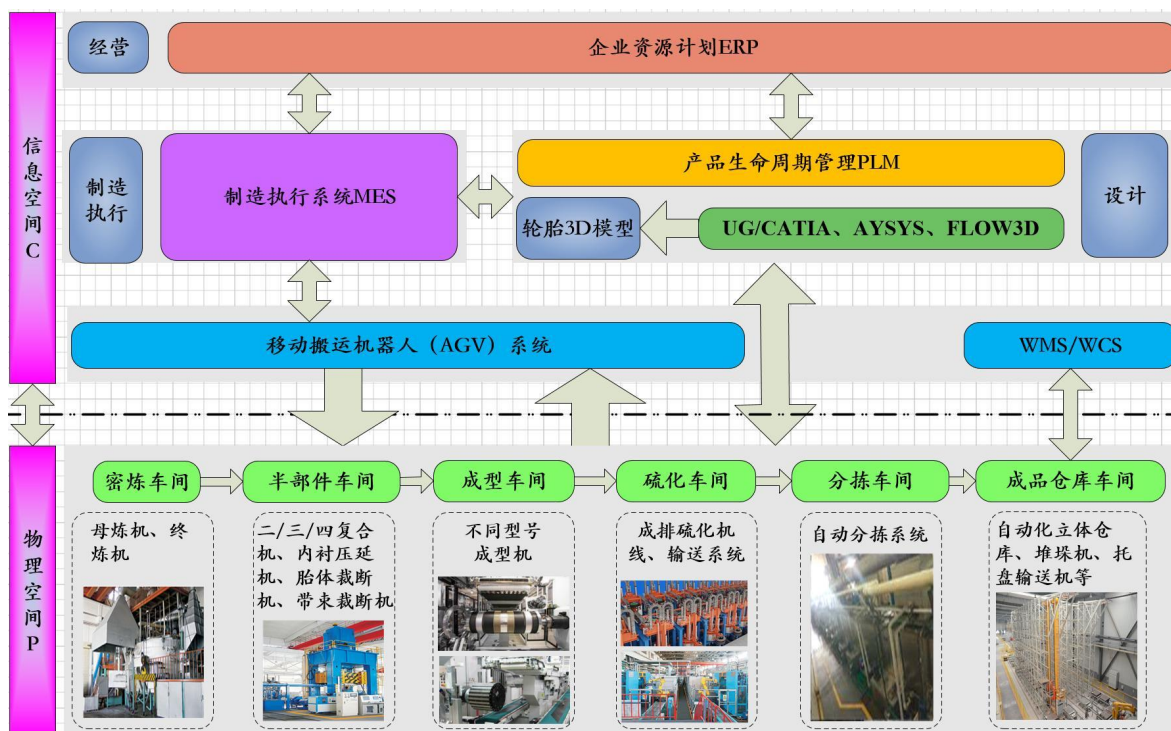 信息空间C
经营
企业资源计划ERP
制造
执行
制造执行系统MES
产品生命周期管理PLM
轮胎3D模型
UG/CATIA、AYSYS、FLOW3D
设计
移动搬运机器人（AGV）系统
WMS/WCS
物理空间P
密炼车间
半部件车间
成型车间
硫化车间
分拣车间
成品仓库车间
母炼机、终
炼机
二/三/四复合
机、内衬压延
机、胎体裁断
机、带束裁断机
不同型号
成型机
成排硫化机
线、输送系统
自动分拣系统
自动化立体仓
库、堆垛机、托
盘输送机等